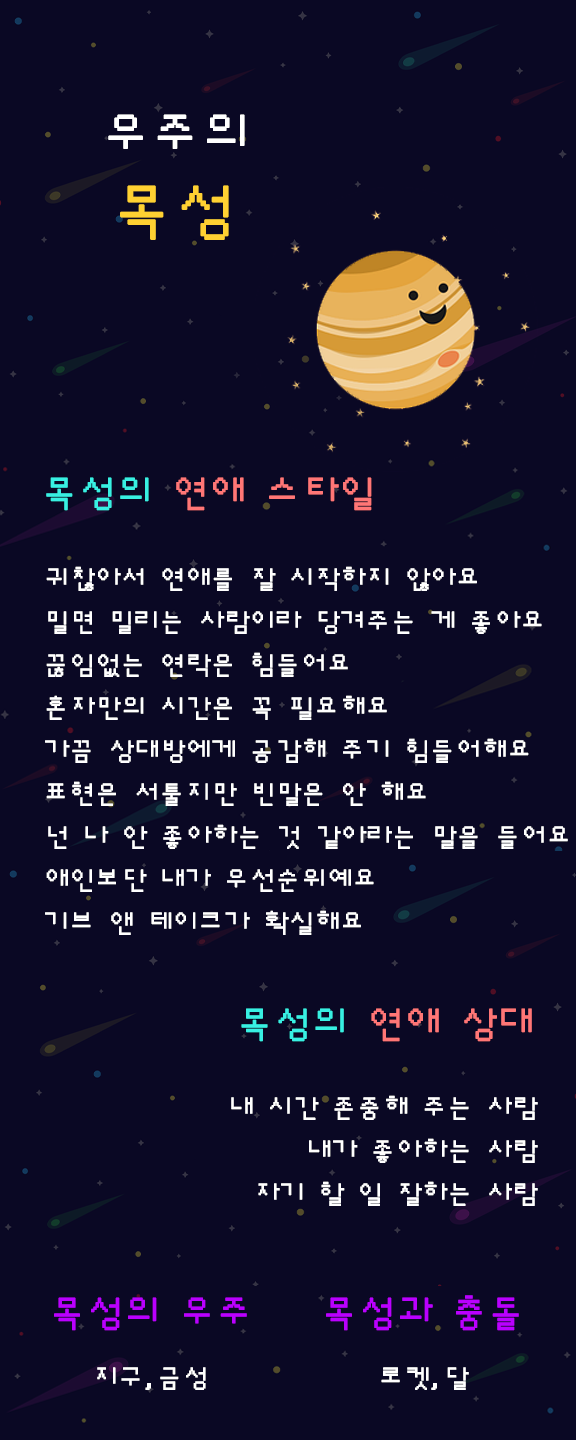 우주의
목성
목성의 연애 스타일
귀찮아서 연애를 잘 시작하지 않아요
밀면 밀리는 사람이라 당겨주는 게 좋아요
끊임없는 연락은 힘들어요
혼자만의 시간은 꼭 필요해요
가끔 상대방에게 공감해 주기 힘들어해요
표현은 서툴지만 빈말은 안 해요
넌 나 안 좋아하는 것 같아라는 말을 들어요
애인보단 내가 우선순위예요
기브 앤 테이크가 확실해요
목성의 연애 상대
내 시간 존중해 주는 사람
내가 좋아하는 사람
자기 할 일 잘하는 사람
목성의 우주
목성과 충돌
지구, 금성
로켓, 달